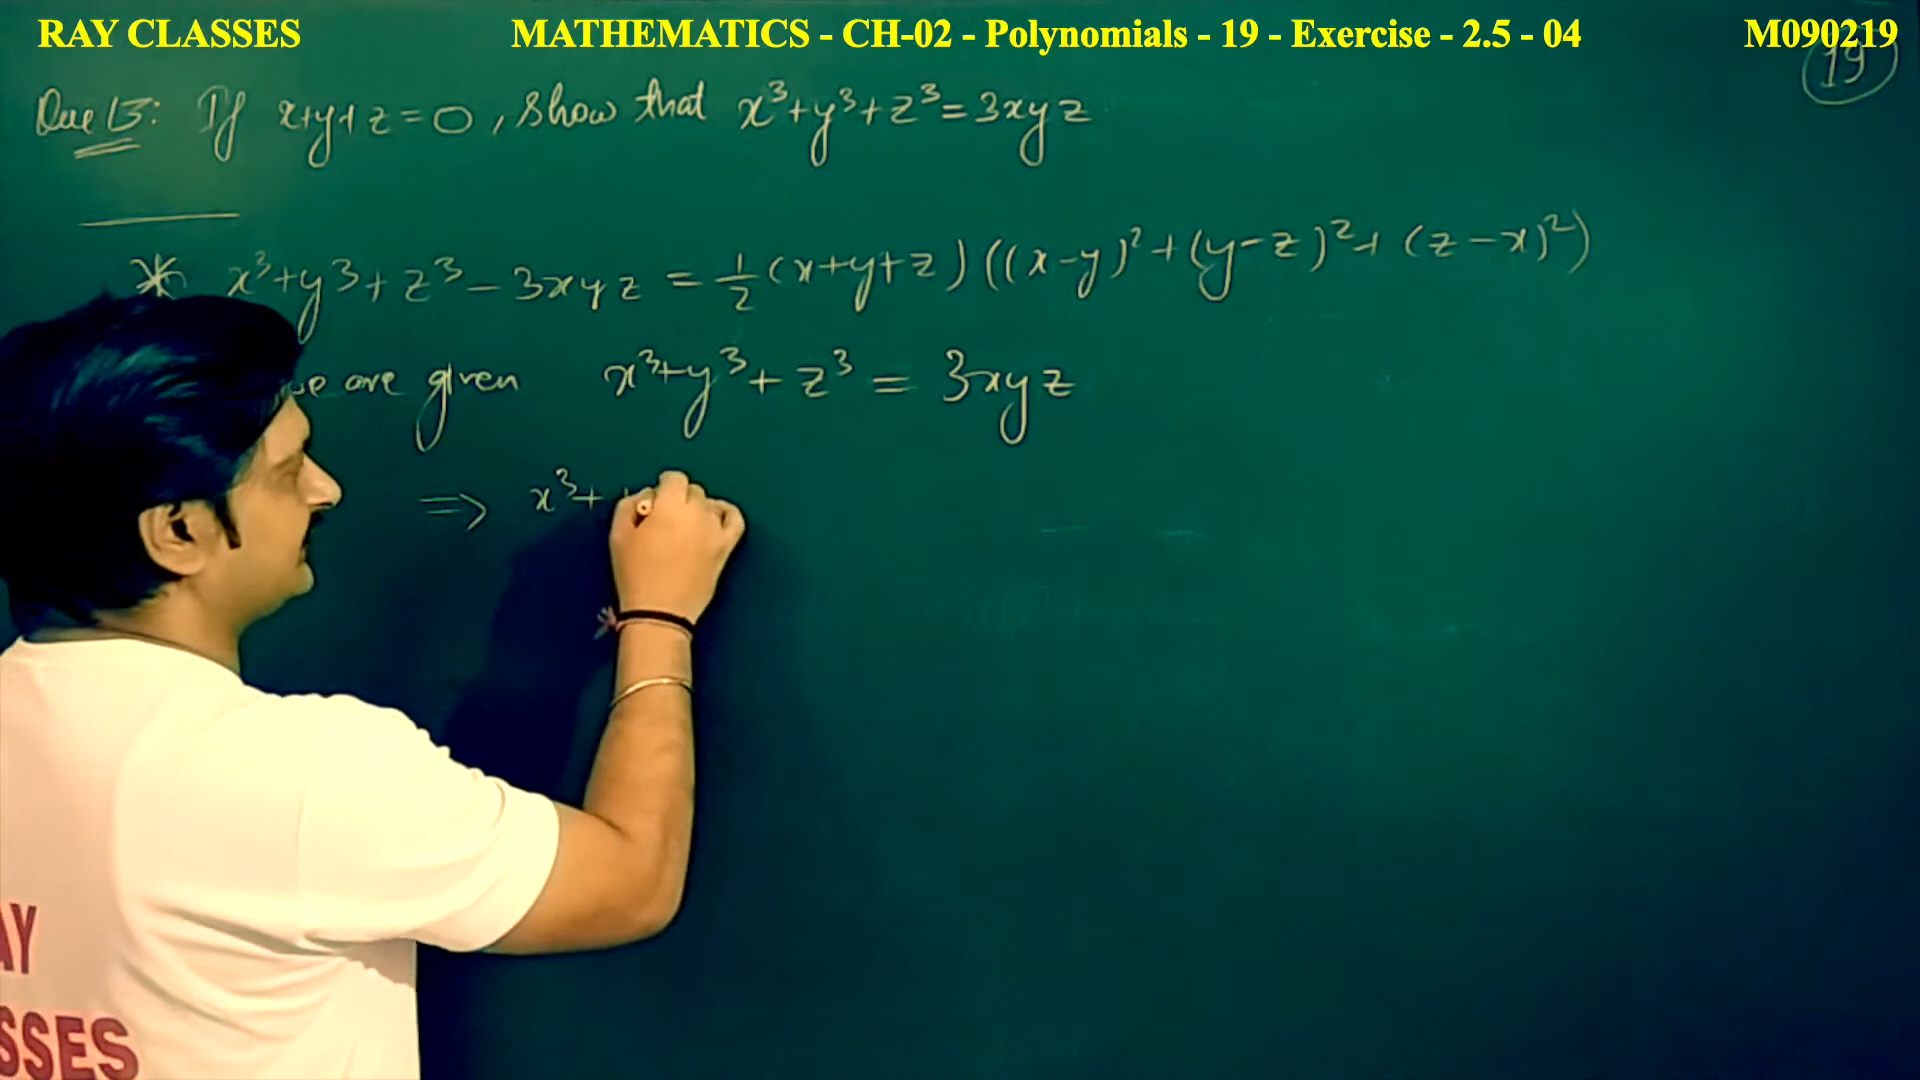 RAY CLASSES MATHEMATICS - CH-02 - Polynomials - 19 - Exercise - 2.5 - 04 M090219
19
Que 13: If x+y+z=0, show that x³+y³+z³=3xyz
* x³+y³+z³-3xyz = 1/2 (x+y+z) ((x-y)²+(y-z)²+(z-x)²)
we are given x³+y³+z³ = 3xyz
⇒ x³+
AY
SSES